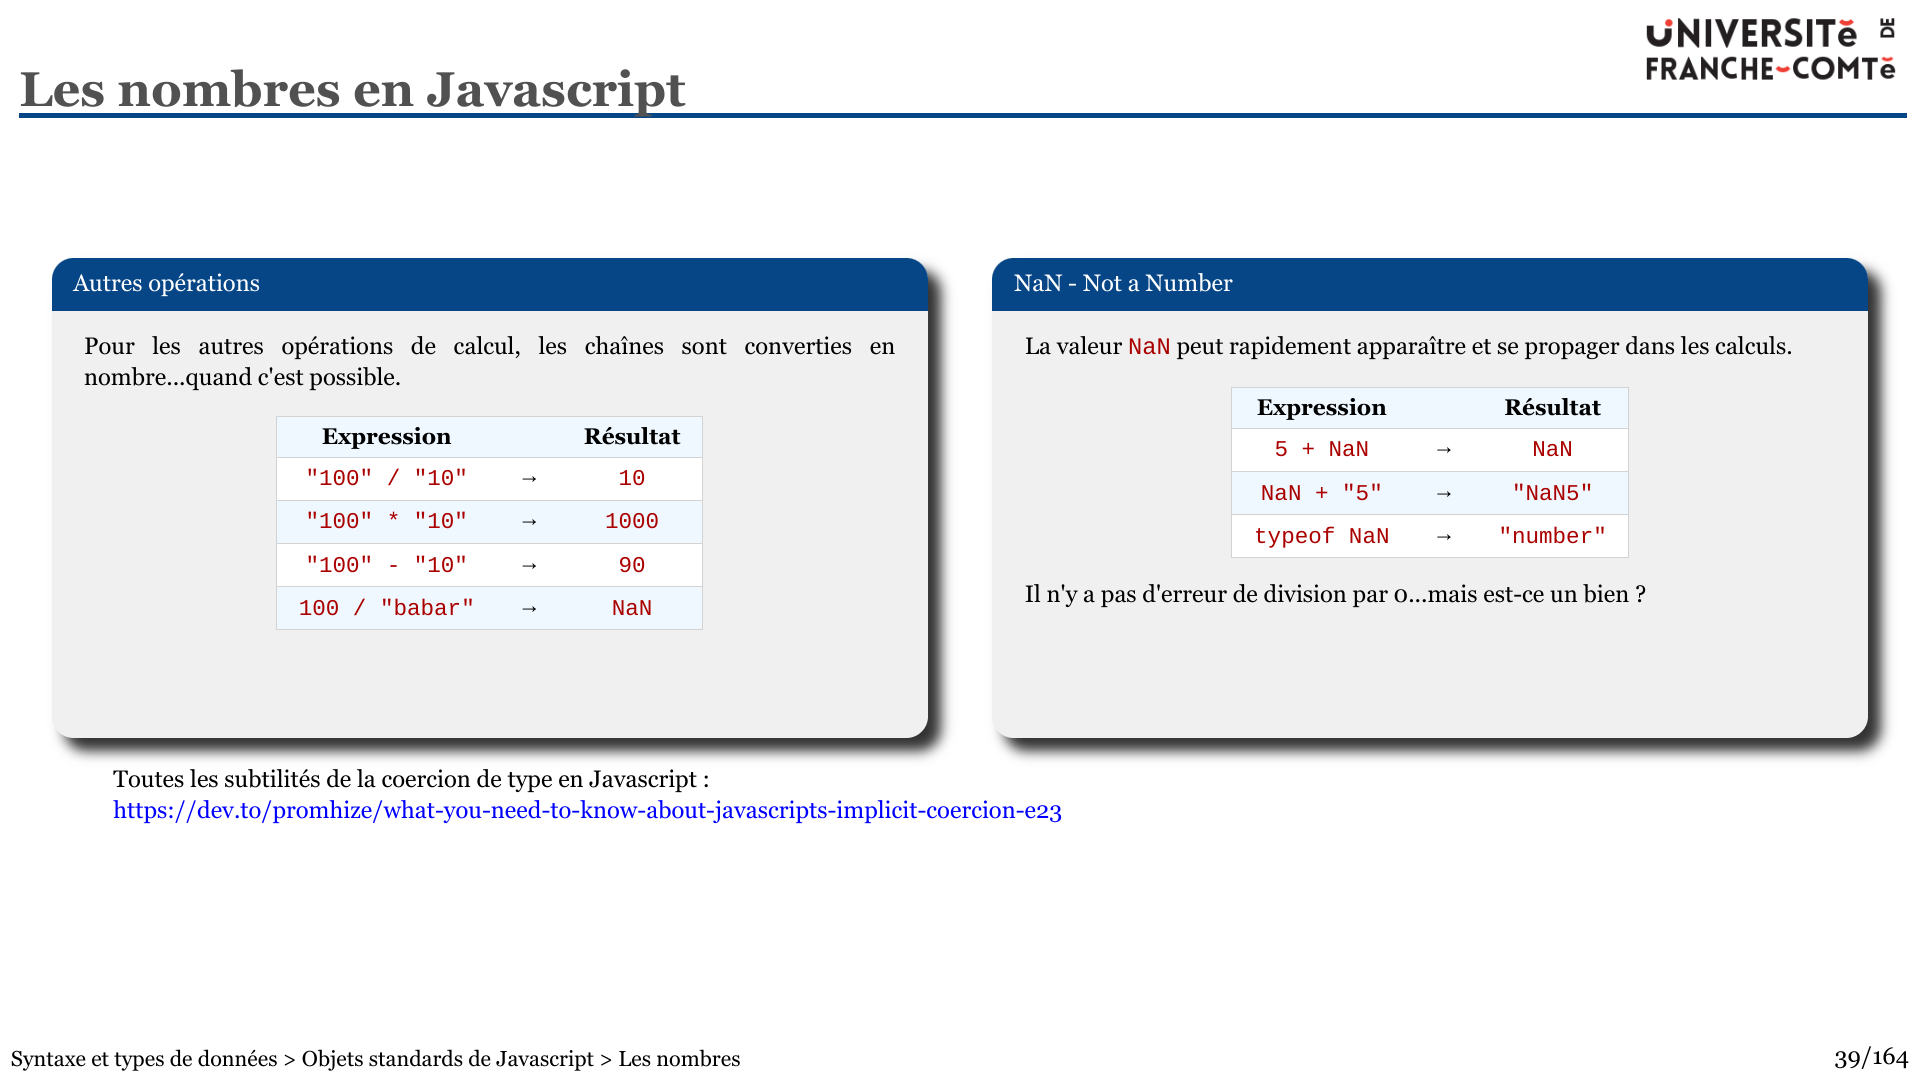 UNIVERSITĕ DE
FRANCHE-COMTĕ
Les nombres en Javascript
Autres opérations
Pour les autres opérations de calcul, les chaînes sont converties en
nombre...quand c'est possible.
Expression Résultat
"100" / "10" → 10
"100" * "10" → 1000
"100" - "10" → 90
100 / "babar" → NaN
NaN - Not a Number
La valeur NaN peut rapidement apparaître et se propager dans les calculs.
Expression Résultat
5 + NaN → NaN
NaN + "5" → "NaN5"
typeof NaN → "number"
Il n'y a pas d'erreur de division par 0...mais est-ce un bien ?
Toutes les subtilités de la coercion de type en Javascript :
https://dev.to/promhize/what-you-need-to-know-about-javascripts-implicit-coercion-e23
Syntaxe et types de données > Objets standards de Javascript > Les nombres
39/164